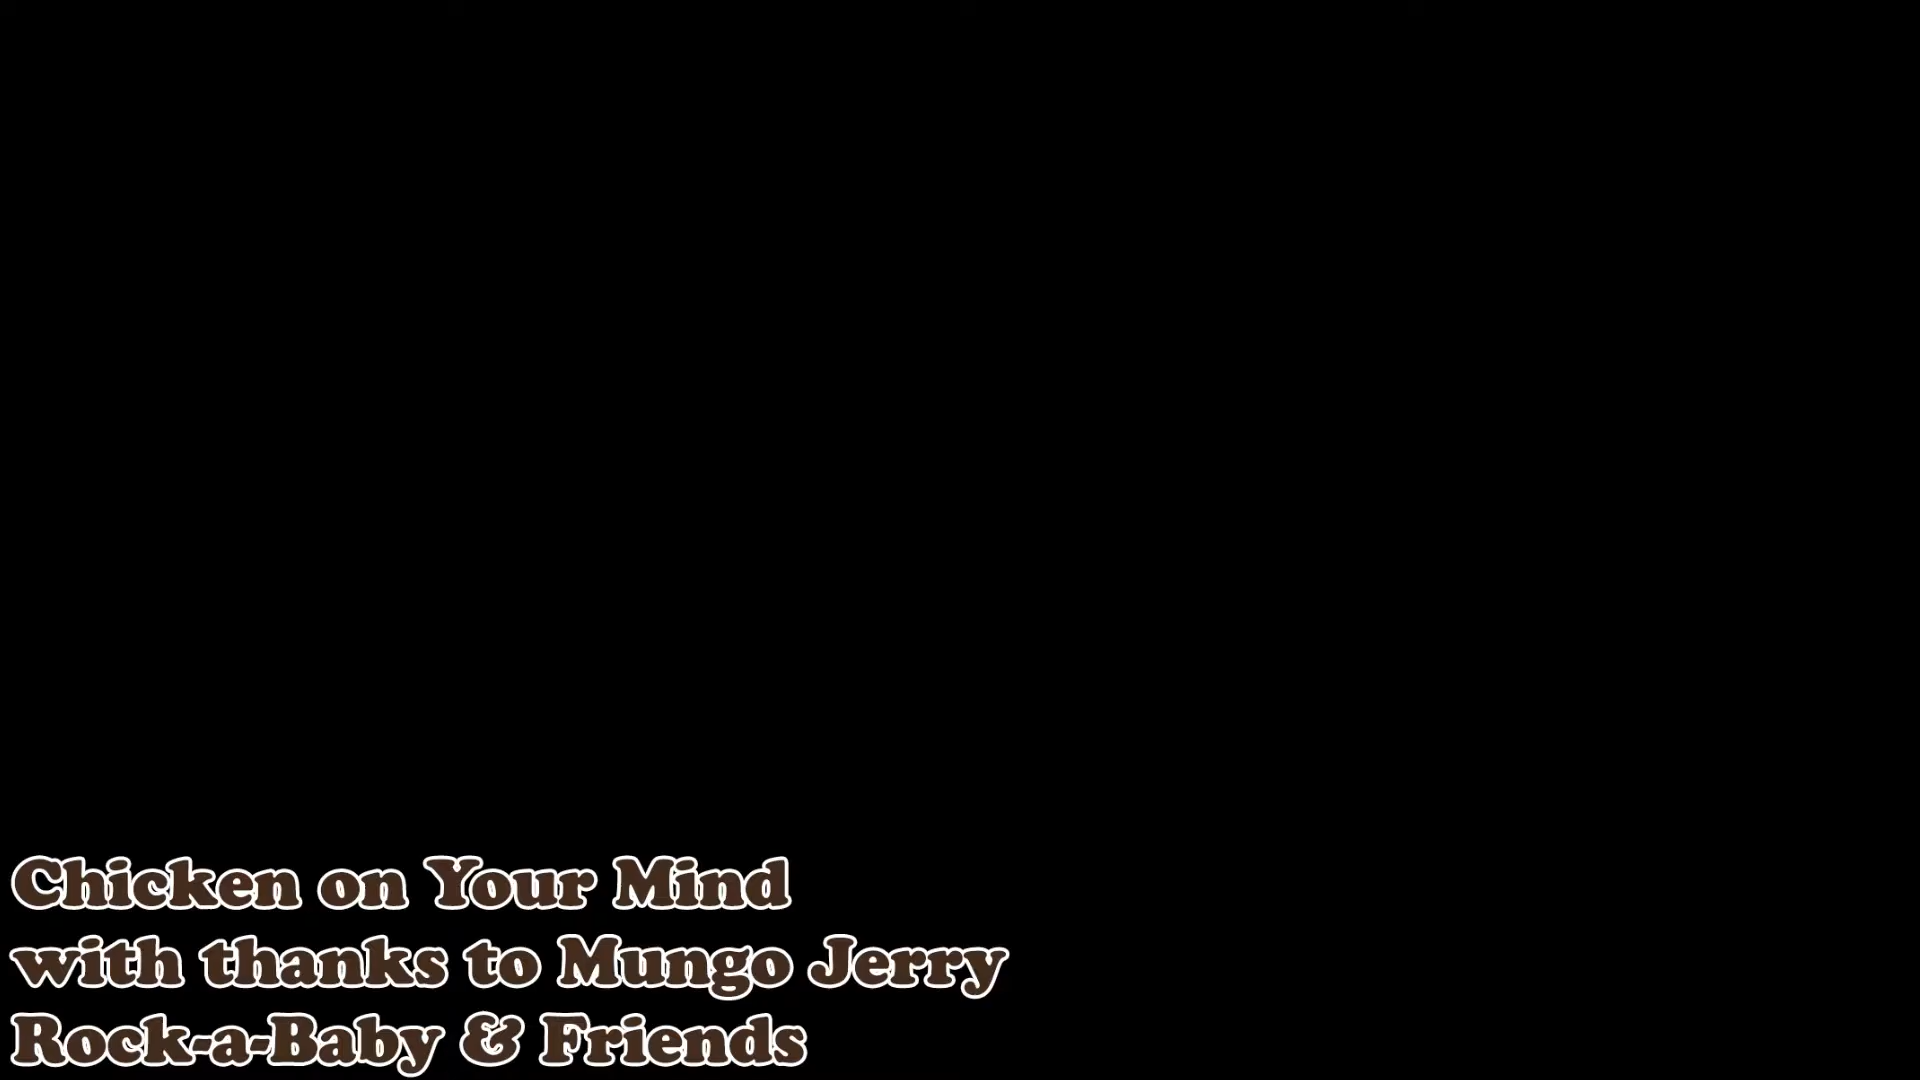 Chicken on Your Mind
with thanks to Mungo Jerry
Rock-a-Baby & Friends